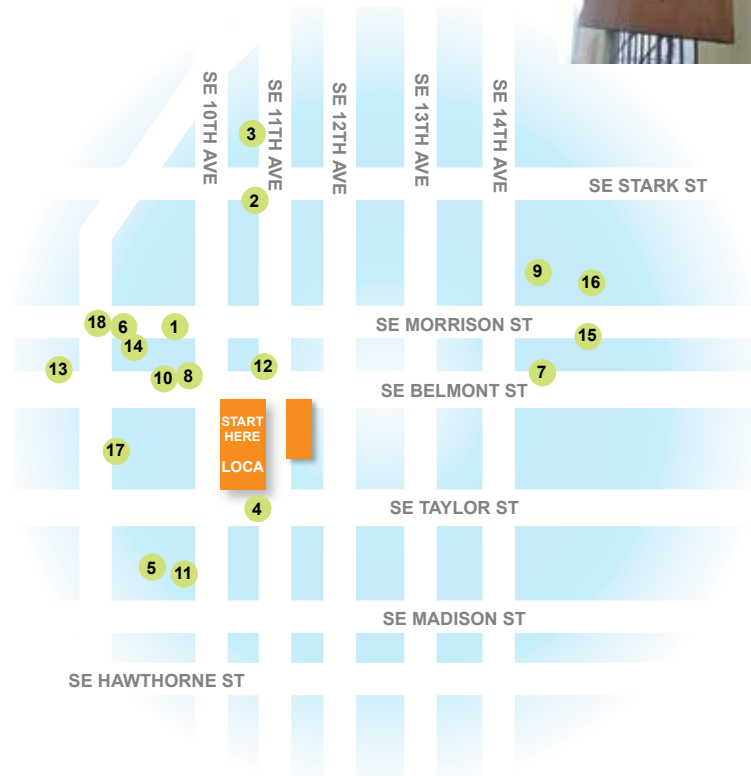 SE 10TH AVE
SE 11TH AVE
SE 12TH AVE
SE 13TH AVE
SE 14TH AVE
3
SE STARK ST
2
9
16
18
6
1
SE MORRISON ST
15
14
13
10
8
12
7
SE BELMONT ST
START
HERE
LOCA
17
4
SE TAYLOR ST
5
11
SE MADISON ST
SE HAWTHORNE ST